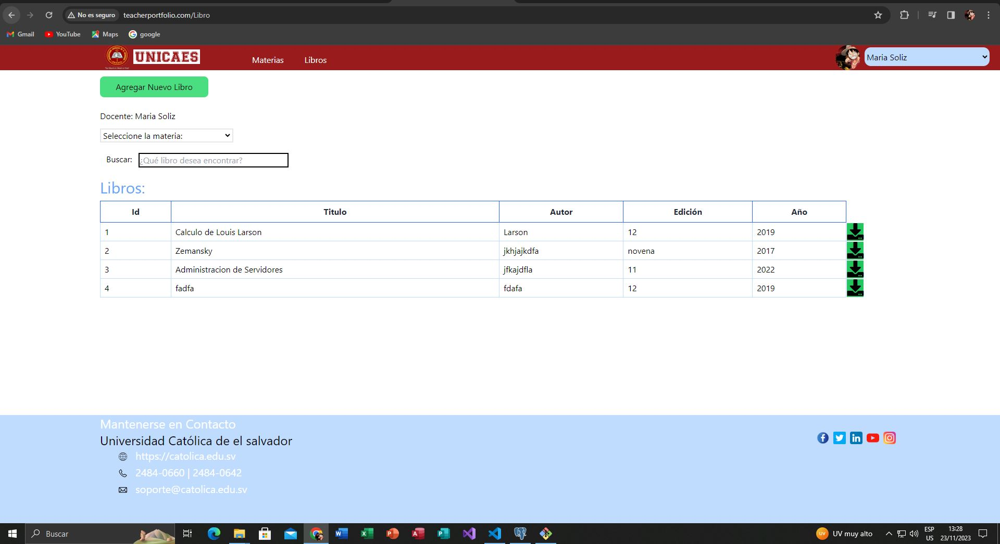 No es seguro teacherportfolio.com/Libro
Gmail YouTube Maps google
UNICAES Materias Libros Maria Soliz
Agregar Nuevo Libro
Docente: Maria Soliz
Seleccione la materia:
Buscar: ¿Qué libro desea encontrar?
Libros:
Id Titulo Autor Edición Año
1 Calculo de Louis Larson Larson 12 2019
2 Zemansky jkhjajkdfa novena 2017
3 Administracion de Servidores jfkajdfla 11 2022
4 fadfa fdafa 12 2019
Mantenerse en Contacto
Universidad Católica de el salvador
https://catolica.edu.sv
2484-0660 | 2484-0642
soporte@catolica.edu.sv
Buscar
UV UV muy alto
ESP
US
13:28
23/11/2023